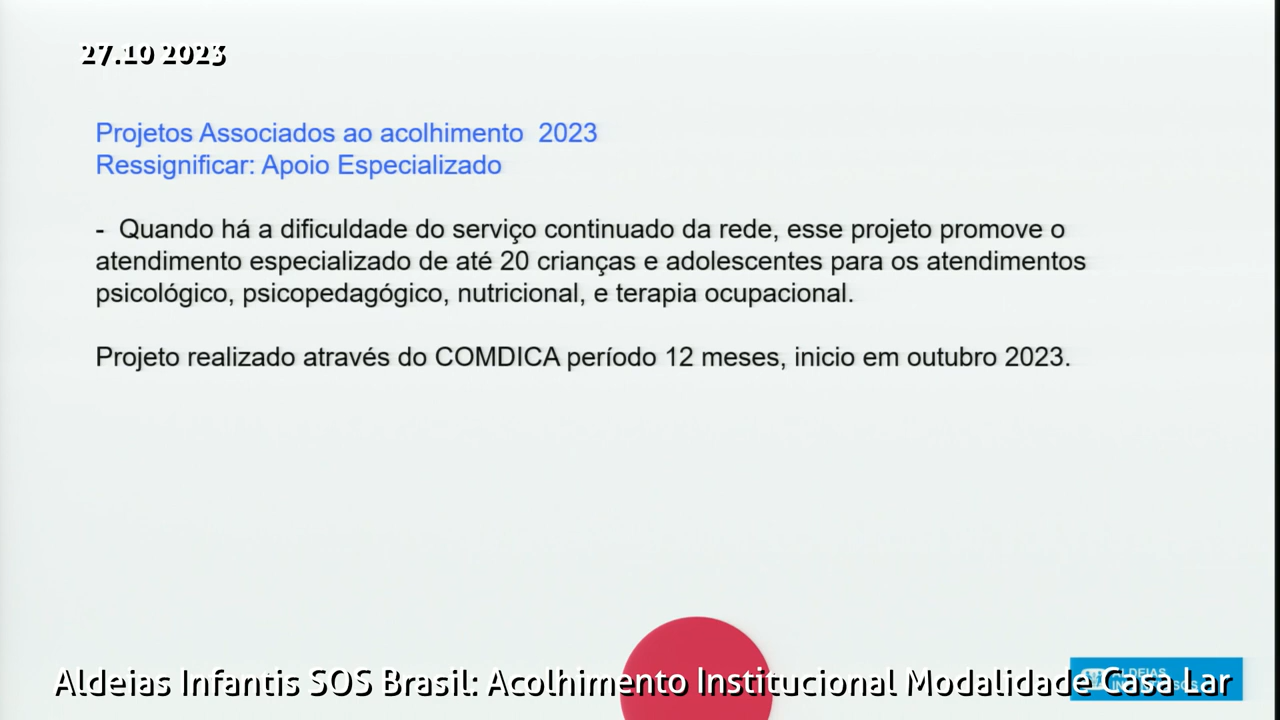 27.10 2023
Projetos Associados ao acolhimento 2023
Ressignificar: Apoio Especializado
- Quando há a dificuldade do serviço continuado da rede, esse projeto promove o
atendimento especializado de até 20 crianças e adolescentes para os atendimentos
psicológico, psicopedagógico, nutricional, e terapia ocupacional.
Projeto realizado através do COMDICA período 12 meses, inicio em outubro 2023.
Aldeias Infantis SOS Brasil: Acolhimento Institucional Modalidade Casa Lar